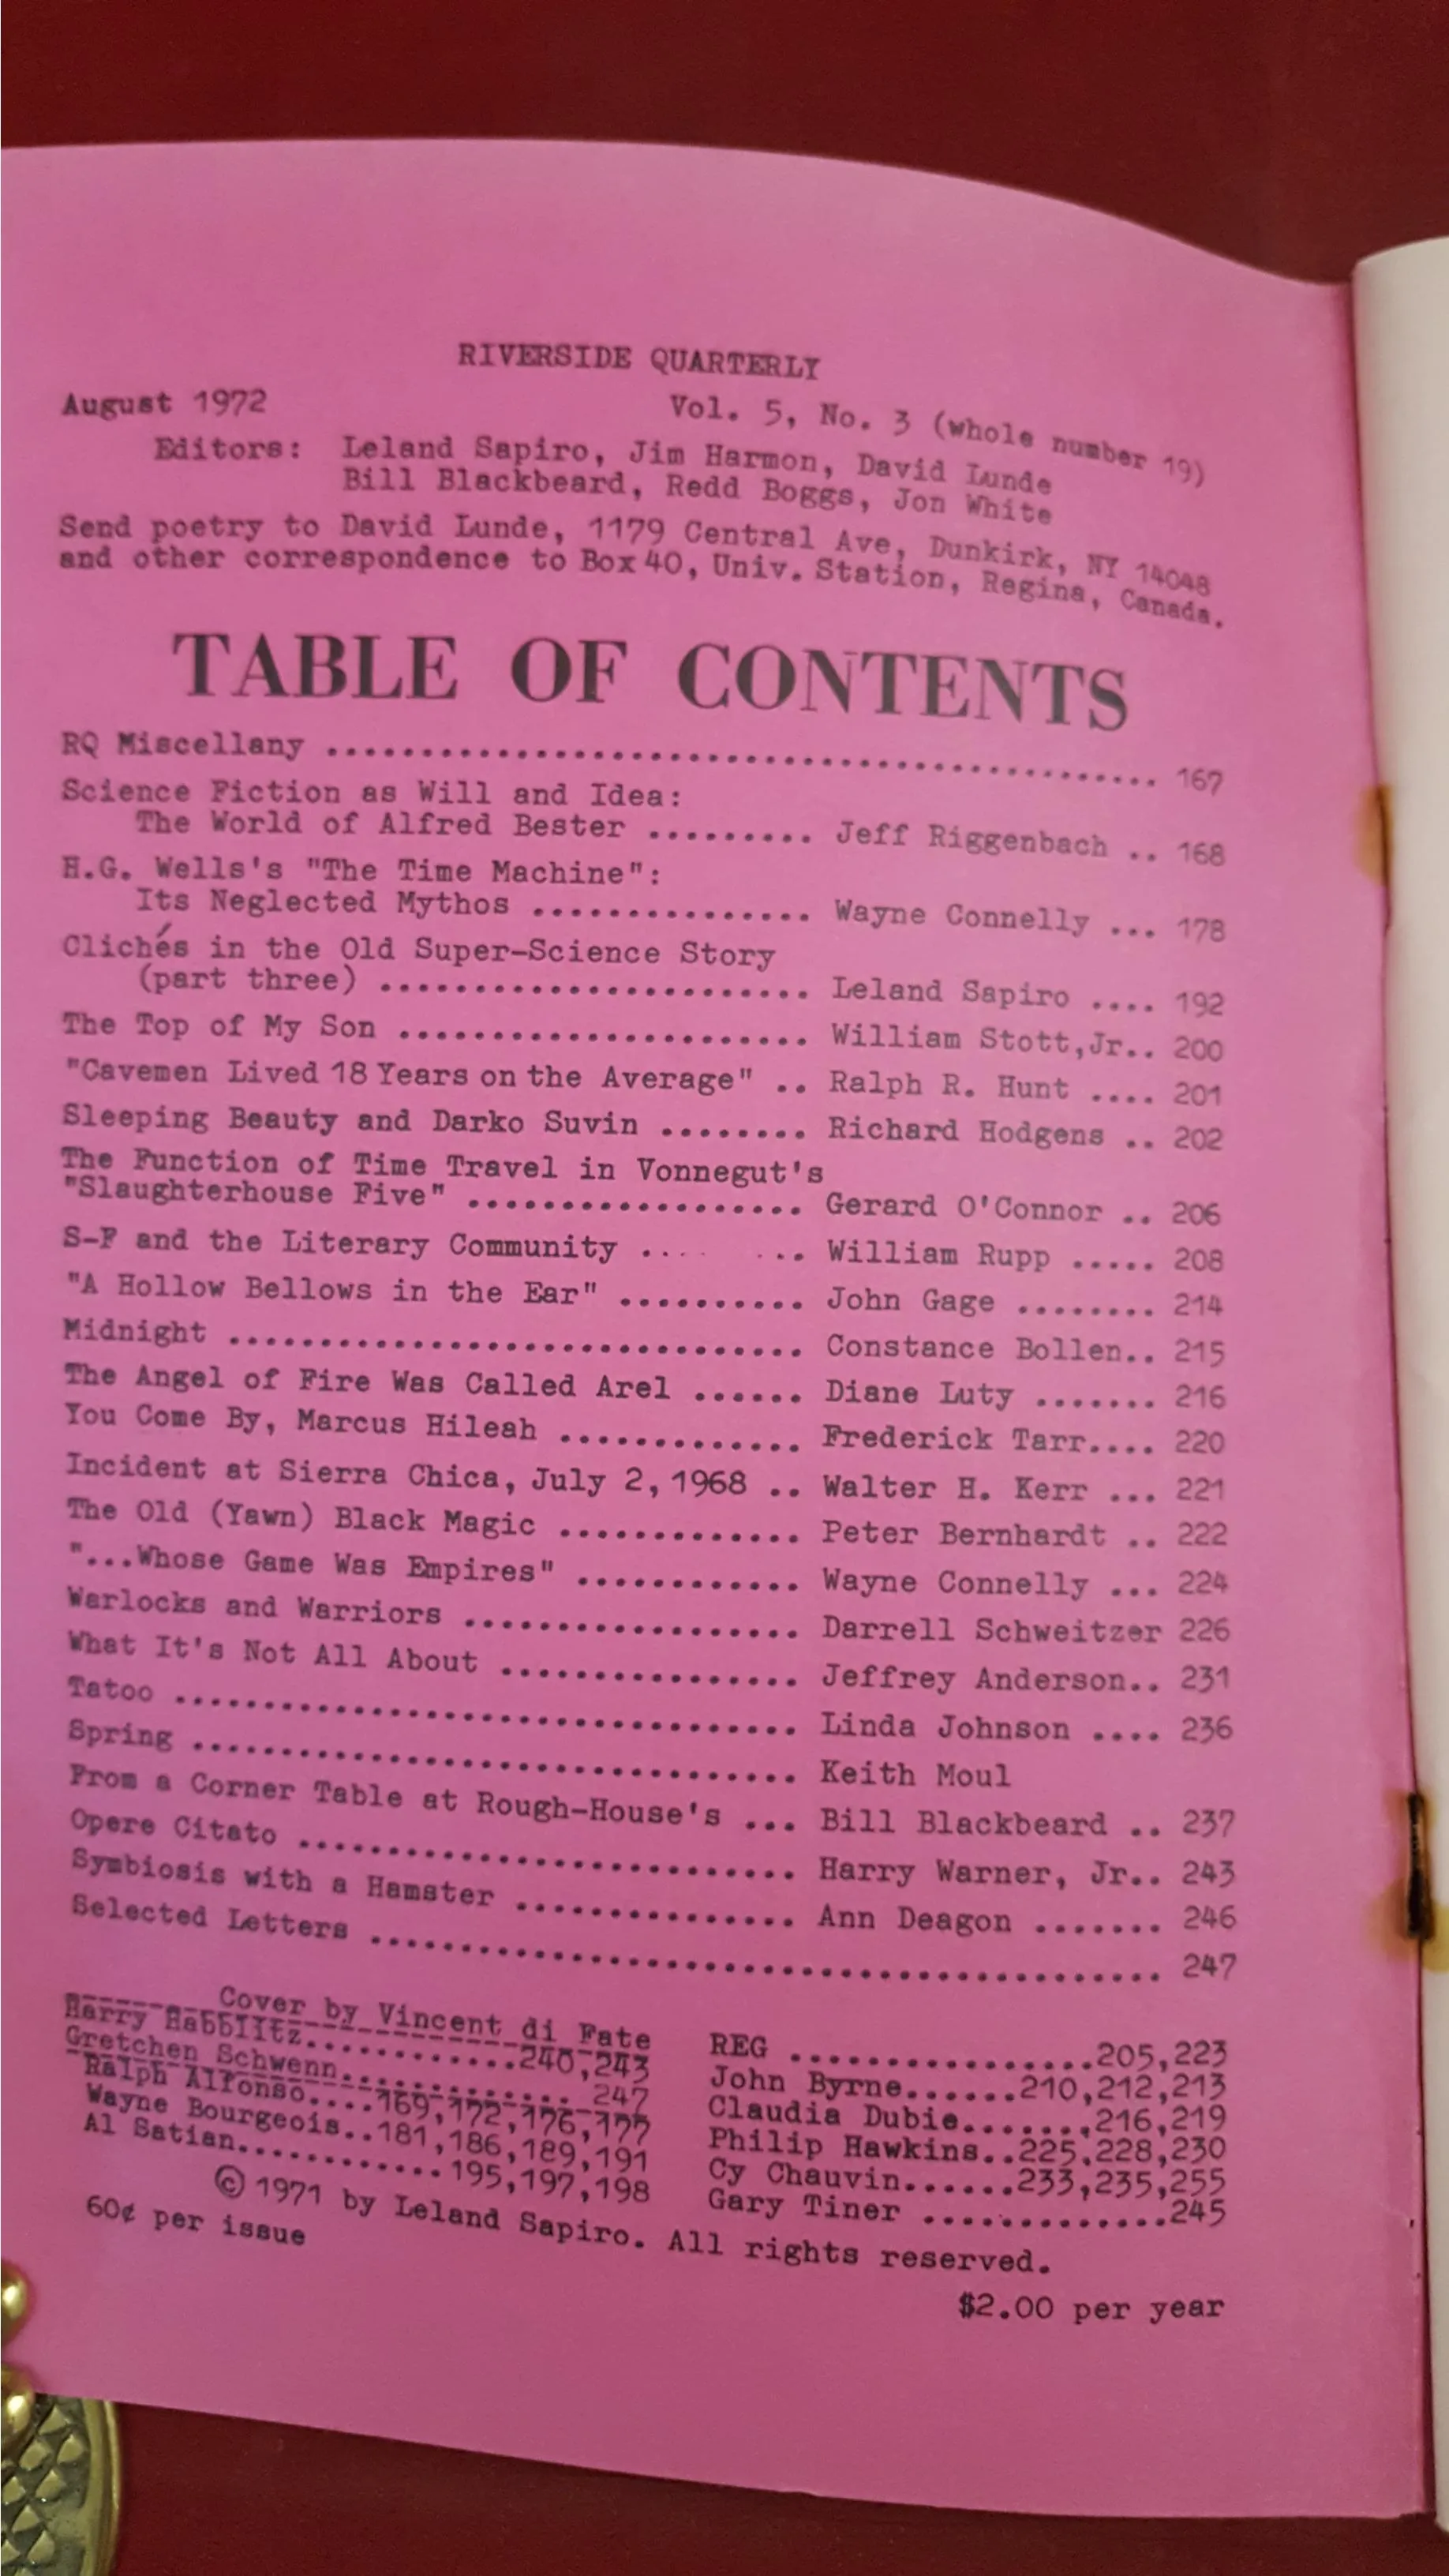 RIVERSIDE QUARTERLY
August 1972 Vol. 5, No. 3 (whole number 19)
Editors: Leland Sapiro, Jim Harmon, David Lunde
Bill Blackbeard, Redd Boggs, Jon White
Send poetry to David Lunde, 1179 Central Ave, Dunkirk, NY 14048
and other correspondence to Box 40, Univ. Station, Regina, Canada.
TABLE OF CONTENTS
RQ Miscellany ............................................. 167
Science Fiction as Will and Idea:
The World of Alfred Bester ......... Jeff Riggenbach .. 168
H.G. Wells's "The Time Machine":
Its Neglected Mythos ............... Wayne Connelly ... 178
Clichés in the Old Super-Science Story
(part three) ....................... Leland Sapiro .... 192
The Top of My Son ...................... William Stott,Jr.. 200
"Cavemen Lived 18 Years on the Average" .. Ralph R. Hunt .... 201
Sleeping Beauty and Darko Suvin ........ Richard Hodgens .. 202
The Function of Time Travel in Vonnegut's
"Slaughterhouse Five" .................. Gerard O'Connor .. 206
S-F and the Literary Community .... ... William Rupp ..... 208
"A Hollow Bellows in the Ear" .......... John Gage ........ 214
Midnight ............................... Constance Bollen.. 215
The Angel of Fire Was Called Arel ...... Diane Luty ....... 216
You Come By, Marcus Hileah ............. Frederick Tarr.... 220
Incident at Sierra Chica, July 2, 1968 .. Walter H. Kerr ... 221
The Old (Yawn) Black Magic ............. Peter Bernhardt .. 222
"...Whose Game Was Empires" ............ Wayne Connelly ... 224
Warlocks and Warriors .................. Darrell Schweitzer 226
What It's Not All About ................ Jeffrey Anderson.. 231
Tatoo .................................. Linda Johnson .... 236
Spring ................................. Keith Moul
From a Corner Table at Rough-House's ... Bill Blackbeard .. 237
Opere Citato ........................... Harry Warner, Jr.. 243
Symbiosis with a Hamster ............... Ann Deagon ....... 246
Selected Letters ........................................... 247
Cover by Vincent di Fate
Harry Habblitz............240,243
Gretchen Schwenn............. 247
Ralph Alfonso....169,172,176,177
Wayne Bourgeois..181,186,189,191
Al Satian...........195,197,198
REG ................205,223
John Byrne......210,212,213
Claudia Dubie.......,216,219
Philip Hawkins..225,228,230
Cy Chauvin......233,235,255
Gary Tiner .............245
© 1971 by Leland Sapiro. All rights reserved.
60¢ per issue
$2.00 per year